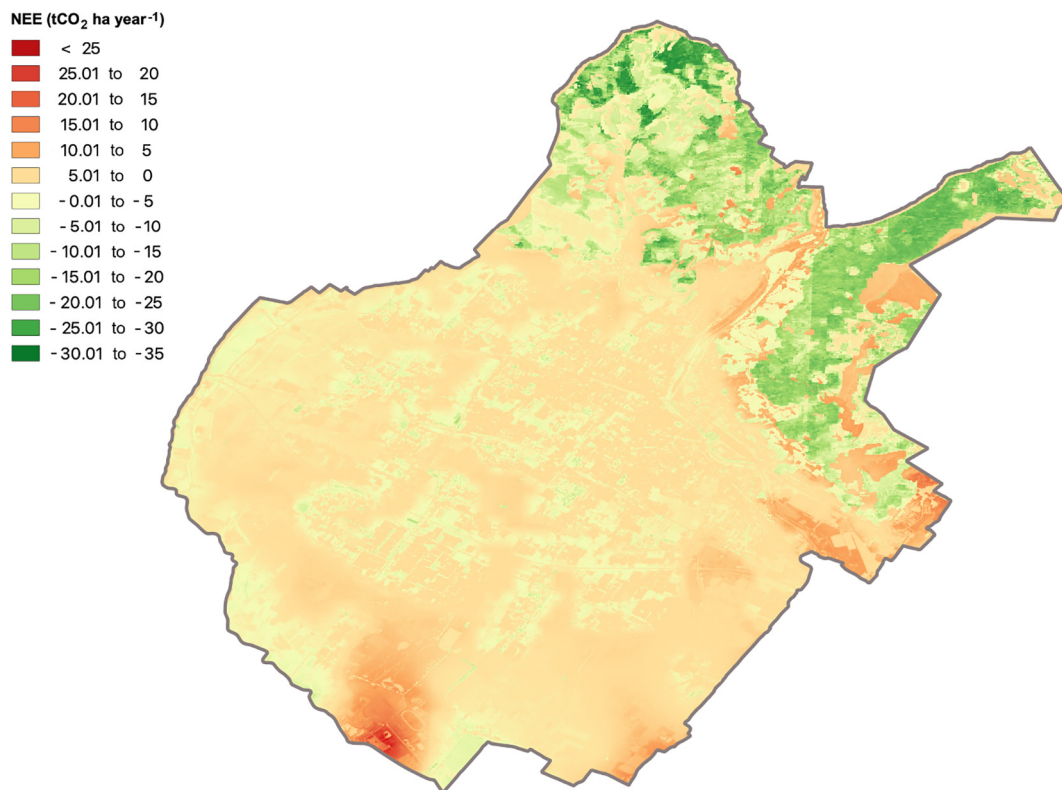 NEE (tCO₂ ha year⁻¹)
< 25
25.01 to 20
20.01 to 15
15.01 to 10
10.01 to 5
5.01 to 0
-0.01 to -5
-5.01 to -10
-10.01 to -15
-15.01 to -20
-20.01 to -25
-25.01 to -30
-30.01 to -35